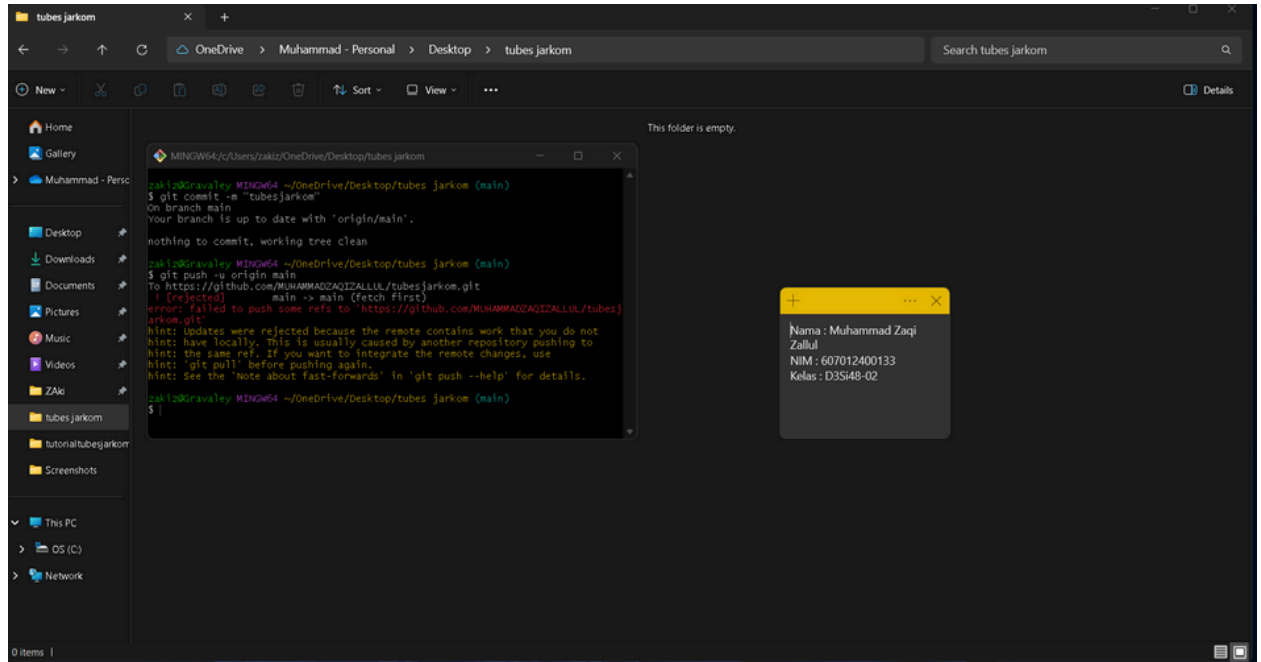 tubes jarkom
OneDrive > Muhammad - Personal > Desktop > tubes jarkom
Search tubes jarkom
New
Sort
View
Details
Home
Gallery
Muhammad - Persc
Desktop
Downloads
Documents
Pictures
Music
Videos
ZAki
tubes jarkom
tutorialtubesjarkom
Screenshots
This PC
OS (C:)
Network
This folder is empty.
MINGW64:/c/Users/zakiz/OneDrive/Desktop/tubes jarkom
zakiz@Gravaley MINGW64 ~/OneDrive/Desktop/tubes jarkom (main)
$ git commit -m "tubesjarkom"
On branch main
Your branch is up to date with 'origin/main'.
nothing to commit, working tree clean
zakiz@Gravaley MINGW64 ~/OneDrive/Desktop/tubes jarkom (main)
$ git push -u origin main
To https://github.com/MUHAMMADZAQIZALLUL/tubesjarkom.git
! [rejected] main -> main (fetch first)
error: failed to push some refs to 'https://github.com/MUHAMMADZAQIZALLUL/tubesj
arkom.git'
hint: Updates were rejected because the remote contains work that you do not
hint: have locally. This is usually caused by another repository pushing to
hint: the same ref. If you want to integrate the remote changes, use
hint: 'git pull' before pushing again.
hint: See the 'Note about fast-forwards' in 'git push --help' for details.
zakiz@Gravaley MINGW64 ~/OneDrive/Desktop/tubes jarkom (main)
$
Nama : Muhammad Zaqi
Zallul
NIM : 607012400133
Kelas : D3Si48-02
0 items